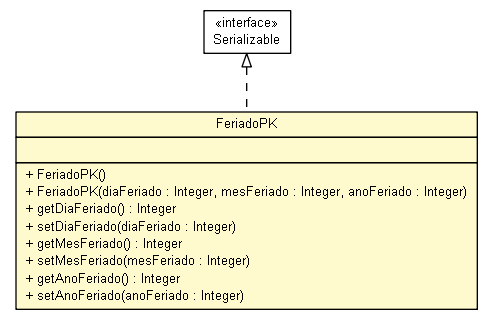 «interface»
Serializable
FeriadoPK
+ FeriadoPK()
+ FeriadoPK(diaFeriado : Integer, mesFeriado : Integer, anoFeriado : Integer)
+ getDiaFeriado() : Integer
+ setDiaFeriado(diaFeriado : Integer)
+ getMesFeriado() : Integer
+ setMesFeriado(mesFeriado : Integer)
+ getAnoFeriado() : Integer
+ setAnoFeriado(anoFeriado : Integer)